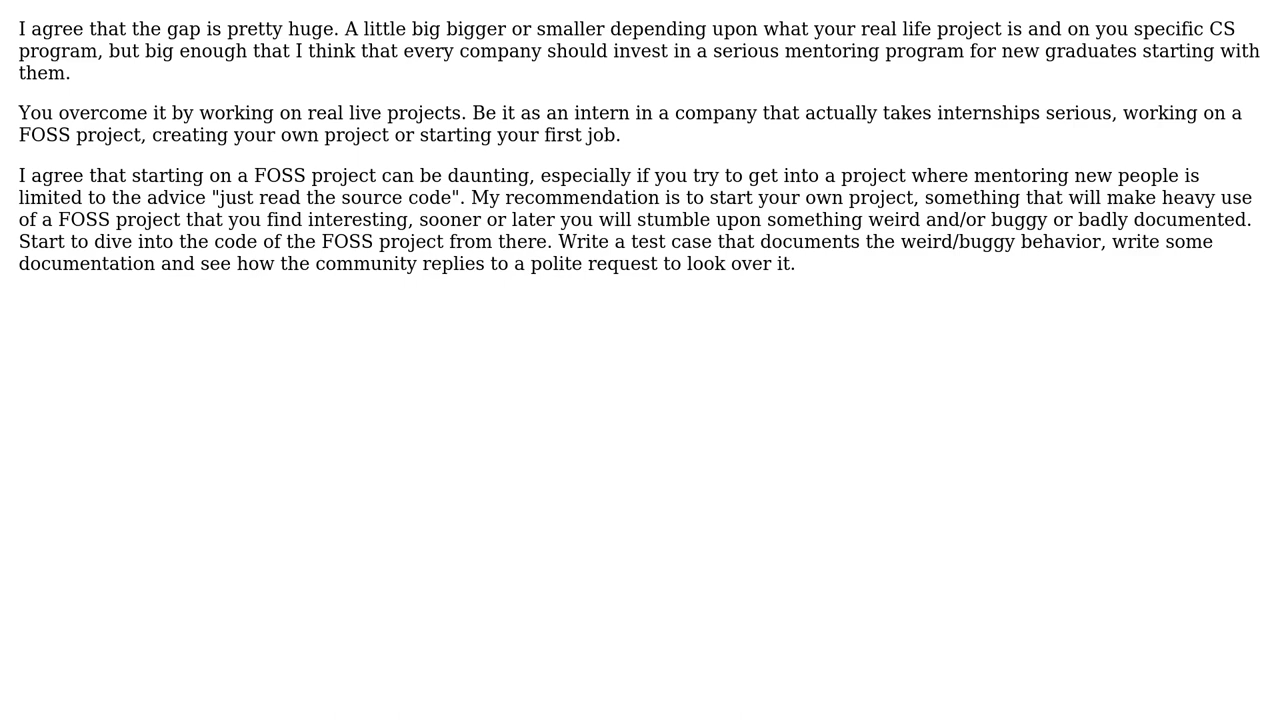 I agree that the gap is pretty huge. A little big bigger or smaller depending upon what your real life project is and on you specific CS
program, but big enough that I think that every company should invest in a serious mentoring program for new graduates starting with
them.
You overcome it by working on real live projects. Be it as an intern in a company that actually takes internships serious, working on a
FOSS project, creating your own project or starting your first job.
I agree that starting on a FOSS project can be daunting, especially if you try to get into a project where mentoring new people is
limited to the advice "just read the source code". My recommendation is to start your own project, something that will make heavy use
of a FOSS project that you find interesting, sooner or later you will stumble upon something weird and/or buggy or badly documented.
Start to dive into the code of the FOSS project from there. Write a test case that documents the weird/buggy behavior, write some
documentation and see how the community replies to a polite request to look over it.